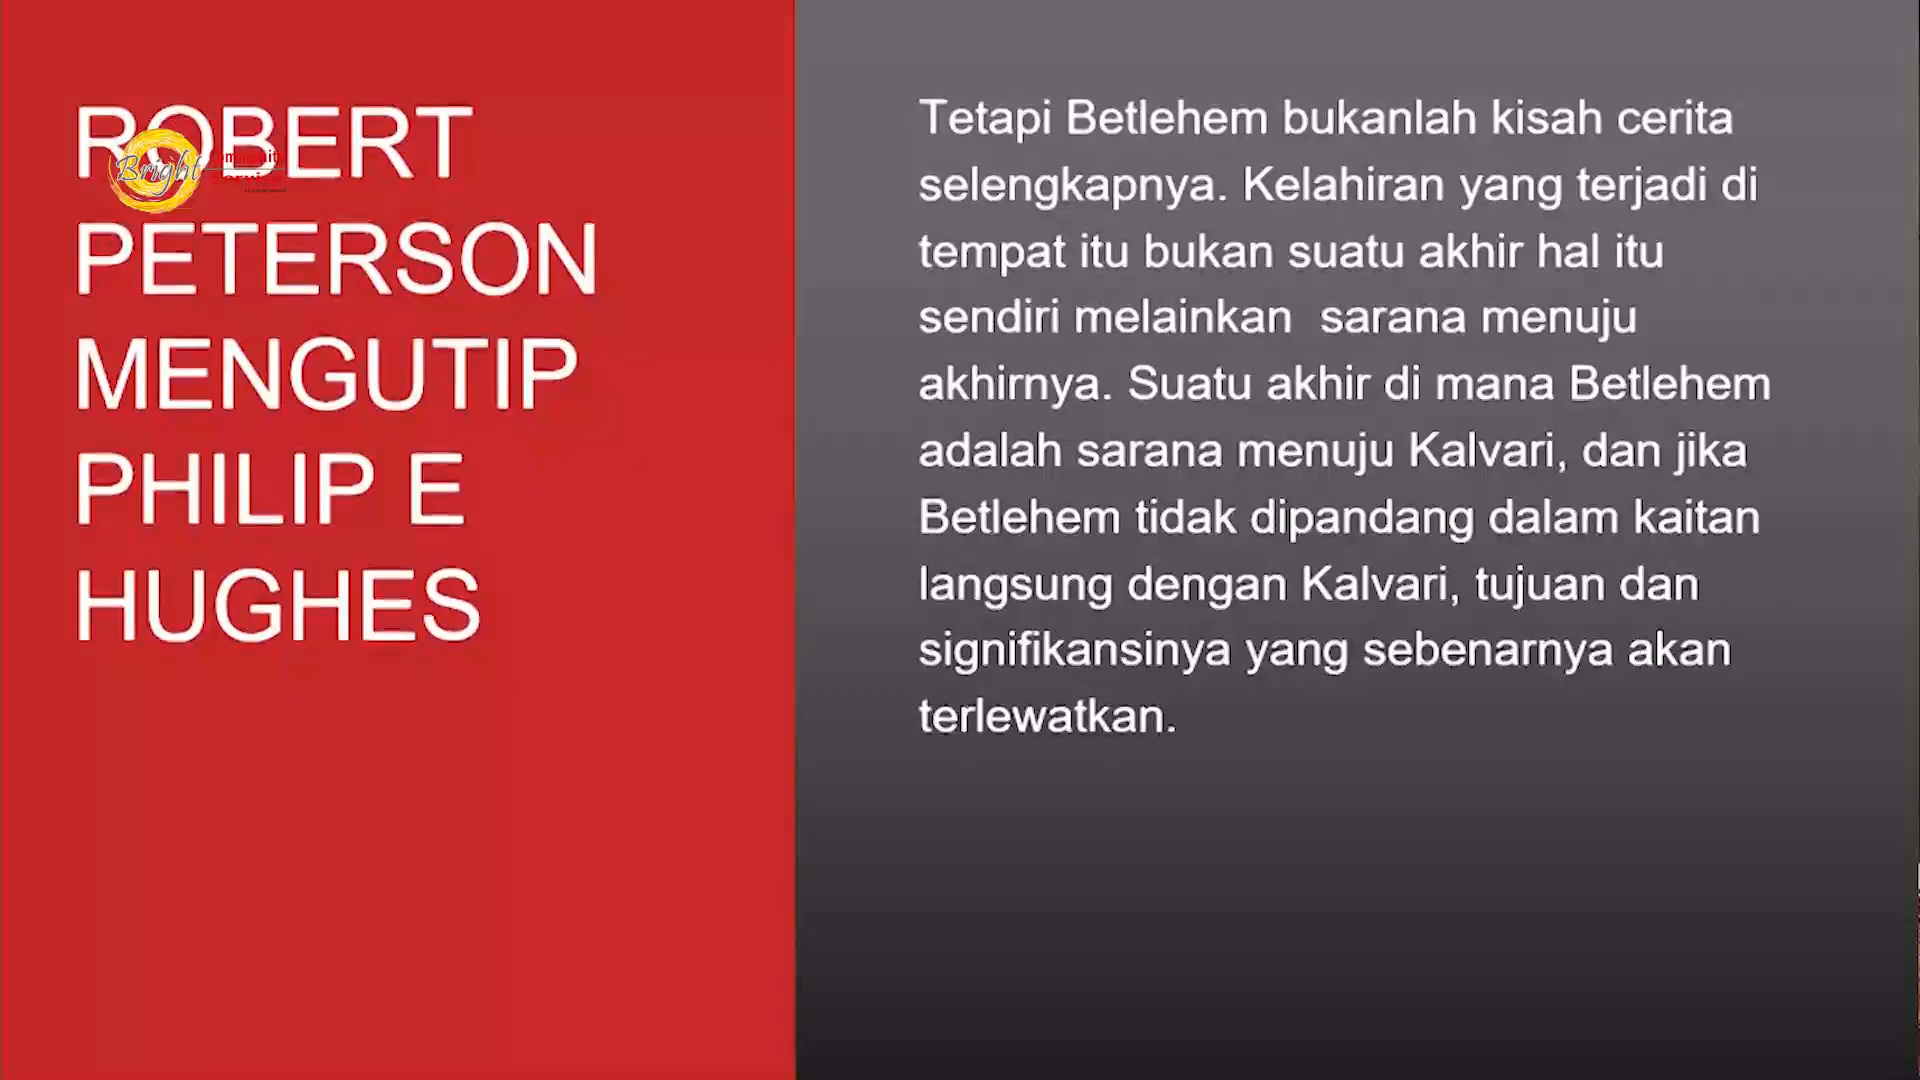 ROBERT
PETERSON
MENGUTIP
PHILIP E
HUGHES
Bright
Tetapi Betlehem bukanlah kisah cerita
selengkapnya. Kelahiran yang terjadi di
tempat itu bukan suatu akhir hal itu
sendiri melainkan  sarana menuju
akhirnya. Suatu akhir di mana Betlehem
adalah sarana menuju Kalvari, dan jika
Betlehem tidak dipandang dalam kaitan
langsung dengan Kalvari, tujuan dan
signifikansinya yang sebenarnya akan
terlewatkan.